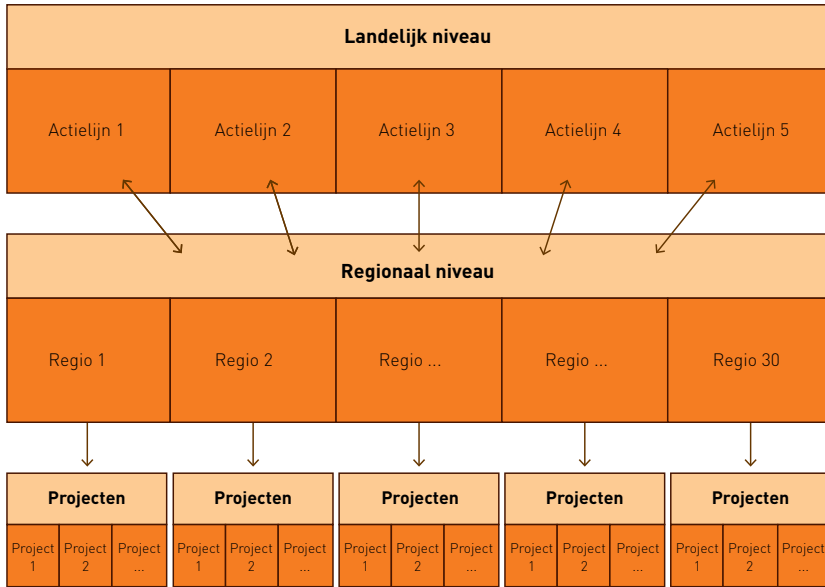 Landelijk niveau
Actielijn 1
Actielijn 2
Actielijn 3
Actielijn 4
Actielijn 5
Regionaal niveau
Regio 1
Regio 2
Regio ...
Regio ...
Regio 30
Projecten
Projecten
Projecten
Projecten
Projecten
Project
1
Project
2
Project
...
Project
1
Project
2
Project
...
Project
1
Project
2
Project
...
Project
1
Project
2
Project
...
Project
1
Project
2
Project
...